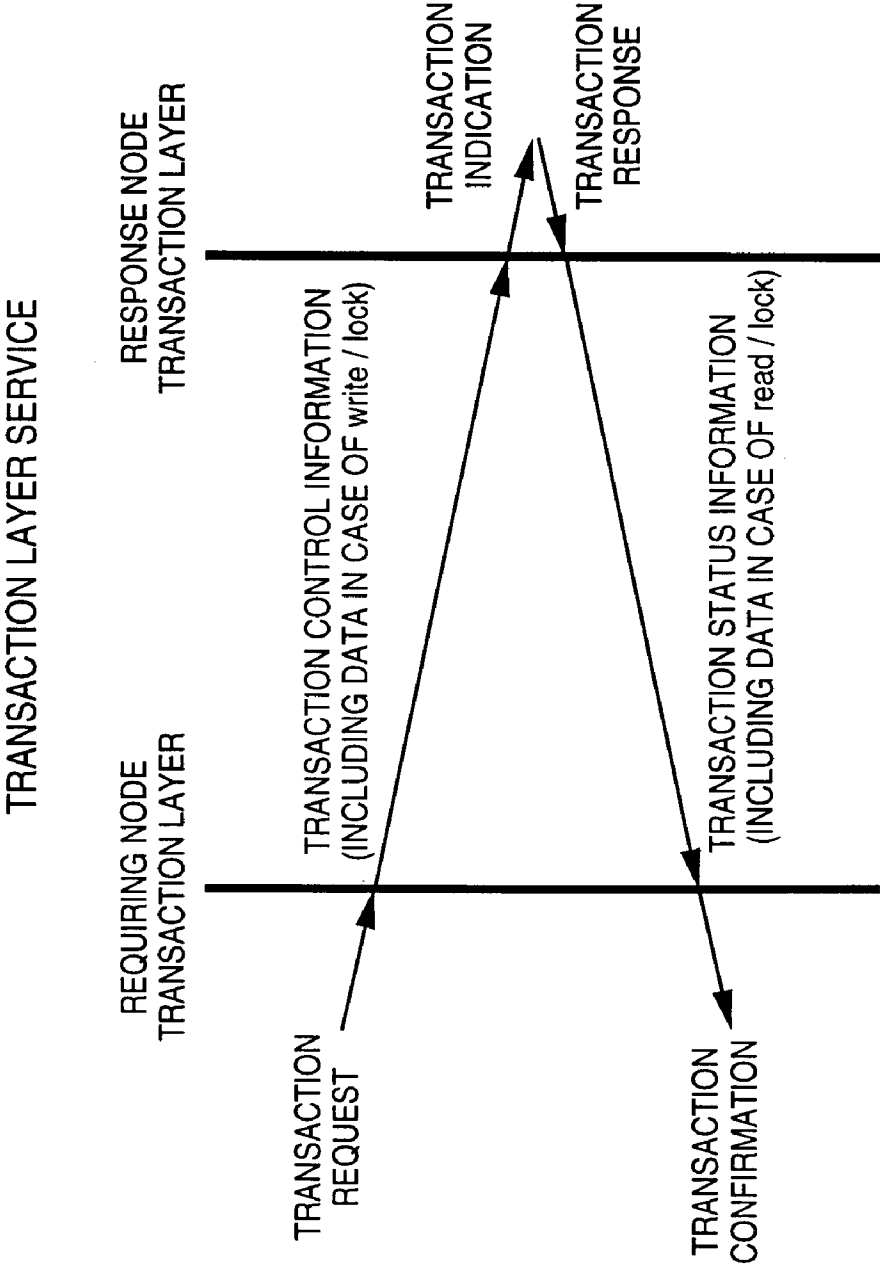 TRANSACTION LAYER SERVICE
REQUIRING NODE
TRANSACTION LAYER
RESPONSE NODE
TRANSACTION LAYER
TRANSACTION
REQUEST
TRANSACTION CONTROL INFORMATION
(INCLUDING DATA IN CASE OF write / lock)
TRANSACTION
INDICATION
TRANSACTION
RESPONSE
TRANSACTION STATUS INFORMATION
(INCLUDING DATA IN CASE OF read / lock)
TRANSACTION
CONFIRMATION